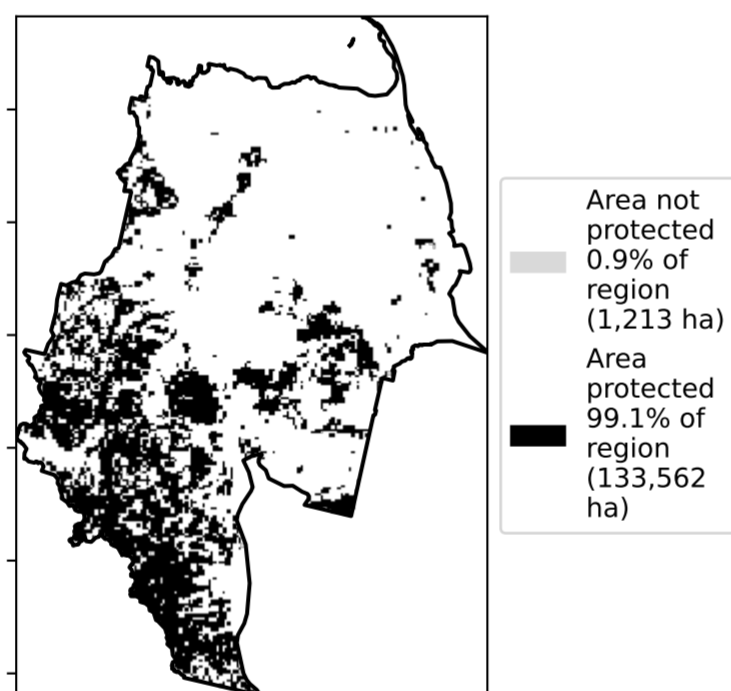 Area not
protected
0.9% of
region
(1,213 ha)
Area
protected
99.1% of
region
(133,562
ha)